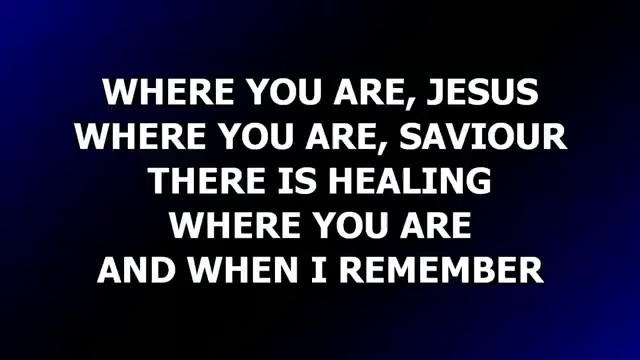 WHERE YOU ARE, JESUS
WHERE YOU ARE, SAVIOUR
THERE IS HEALING
WHERE YOU ARE
AND WHEN I REMEMBER